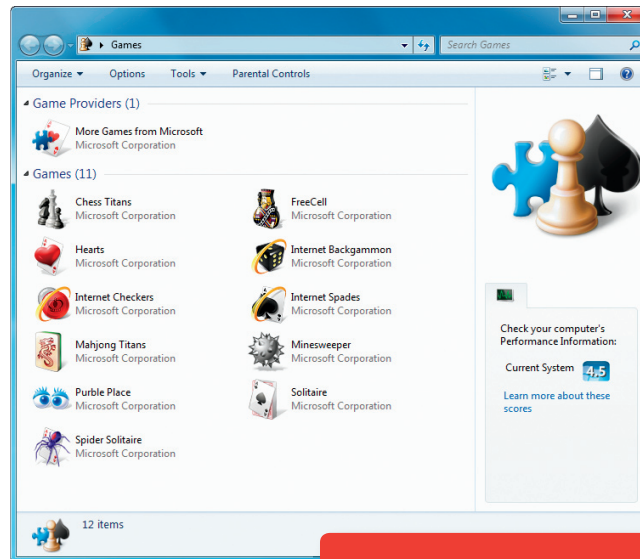 Games
Search Games
Organize
Options
Tools
Parental Controls
Game Providers (1)
More Games from Microsoft
Microsoft Corporation
Games (11)
Chess Titans
Microsoft Corporation
FreeCell
Microsoft Corporation
Hearts
Microsoft Corporation
Internet Backgammon
Microsoft Corporation
Internet Checkers
Microsoft Corporation
Internet Spades
Microsoft Corporation
Mahjong Titans
Microsoft Corporation
Minesweeper
Microsoft Corporation
Purble Place
Microsoft Corporation
Solitaire
Microsoft Corporation
Spider Solitaire
Microsoft Corporation
Check your computer's
Performance Information:
Current System
4,5
Learn more about these
scores
12 items